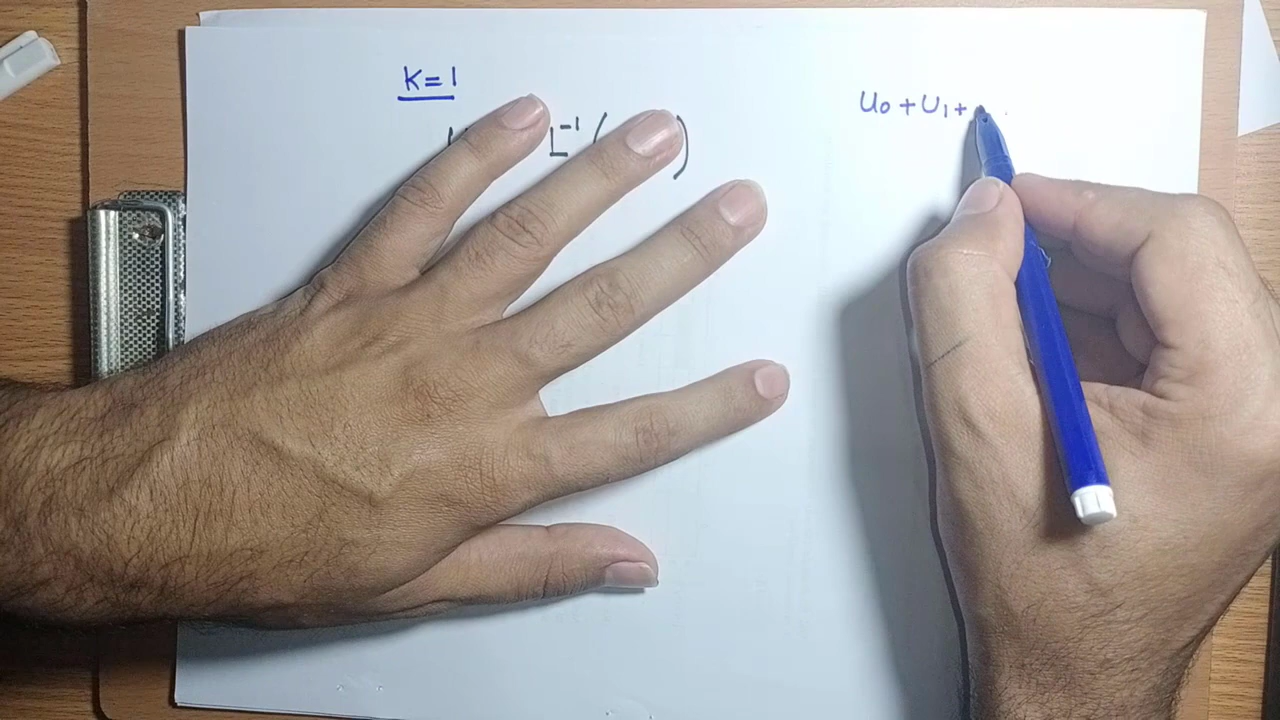 K=1
L⁻¹ ( )
U₀ + U₁ +